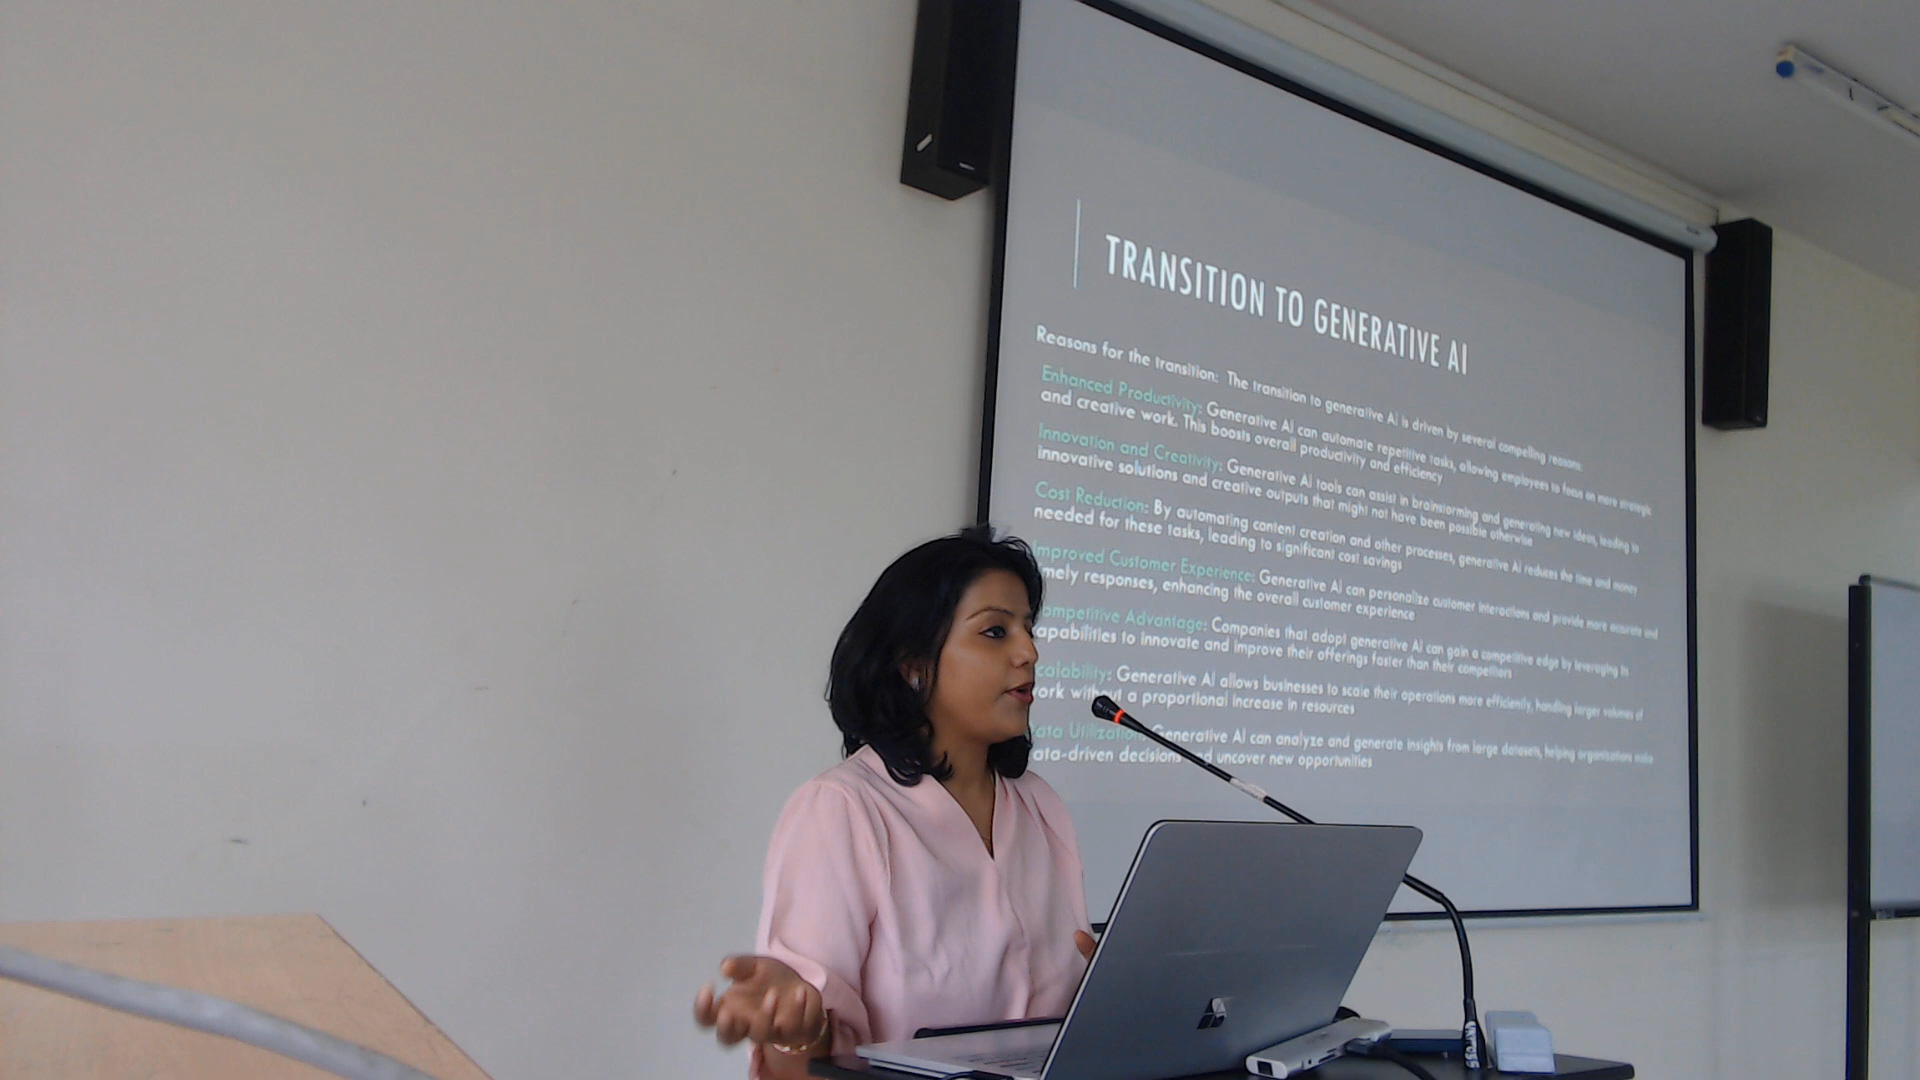 TRANSITION TO GENERATIVE AI
Reasons for the transition: The transition to generative AI is driven by several compelling reasons:
Enhanced Productivity: Generative AI can automate repetitive tasks, allowing employees to focus on more strategic
and creative work. This boosts overall productivity and efficiency
Innovation and Creativity: Generative AI tools can assist in brainstorming and generating new ideas, leading to
innovative solutions and creative outputs that might not have been possible otherwise
Cost Reduction: By automating content creation and other processes, generative AI reduces the time and money
needed for these tasks, leading to significant cost savings
Improved Customer Experience: Generative AI can personalize customer interactions and provide more accurate and
mely responses, enhancing the overall customer experience
ompetitive Advantage: Companies that adopt generative AI can gain a competitive edge by leveraging its
apabilities to innovate and improve their offerings faster than their competitors
calability: Generative AI allows businesses to scale their operations more efficiently, handling larger volumes of
ork without a proportional increase in resources
ata Utilization: Generative AI can analyze and generate insights from large datasets, helping organizations make
ata-driven decisions and uncover new opportunities